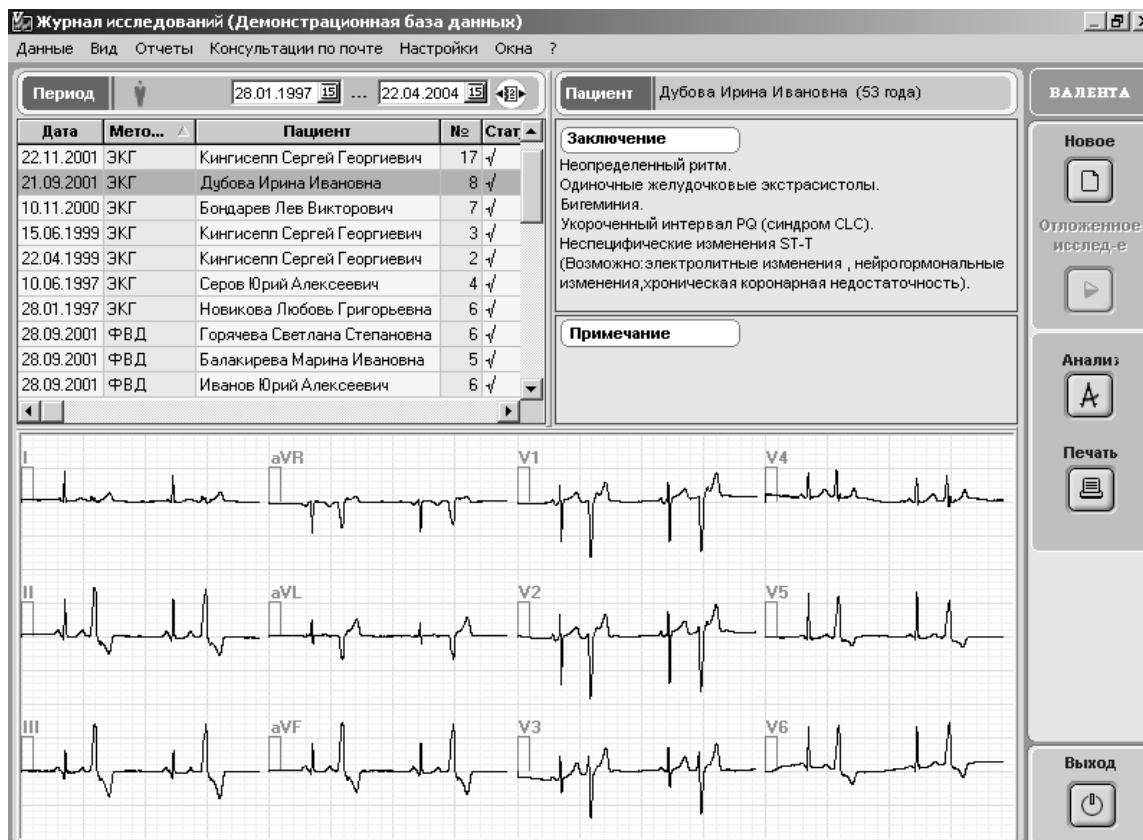 Журнал исследований (Демонстрационная база данных)
Данные Вид Отчеты Консультации по почте Настройки Окна ?
Период 28.01.1997 15 ... 22.04.2004 15
Дата Мето... Пациент № Стат
22.11.2001 ЭКГ Кингисепп Сергей Георгиевич 17 √
21.09.2001 ЭКГ Дубова Ирина Ивановна 8 √
10.11.2000 ЭКГ Бондарев Лев Викторович 7 √
15.06.1999 ЭКГ Кингисепп Сергей Георгиевич 3 √
22.04.1999 ЭКГ Кингисепп Сергей Георгиевич 2 √
10.06.1997 ЭКГ Серов Юрий Алексеевич 4 √
28.01.1997 ЭКГ Новикова Любовь Григорьевна 6 √
28.09.2001 ФВД Горячева Светлана Степановна 6 √
28.09.2001 ФВД Балакирева Марина Ивановна 5 √
28.09.2001 ФВД Иванов Юрий Алексеевич 6 √
Пациент Дубова Ирина Ивановна (53 года)
Заключение
Неопределенный ритм.
Одиночные желудочковые экстрасистолы.
Бигеминия.
Укороченный интервал PQ (синдром CLC).
Неспецифические изменения ST-T
(Возможно:электролитные изменения , нейрогормональные
изменения,хроническая коронарная недостаточность).
Примечание
ВАЛЕНТА
Новое
Отложенное
исслед-е
Анализ
Печать
Выход
I aVR V1 V4
II aVL V2 V5
III aVF V3 V6